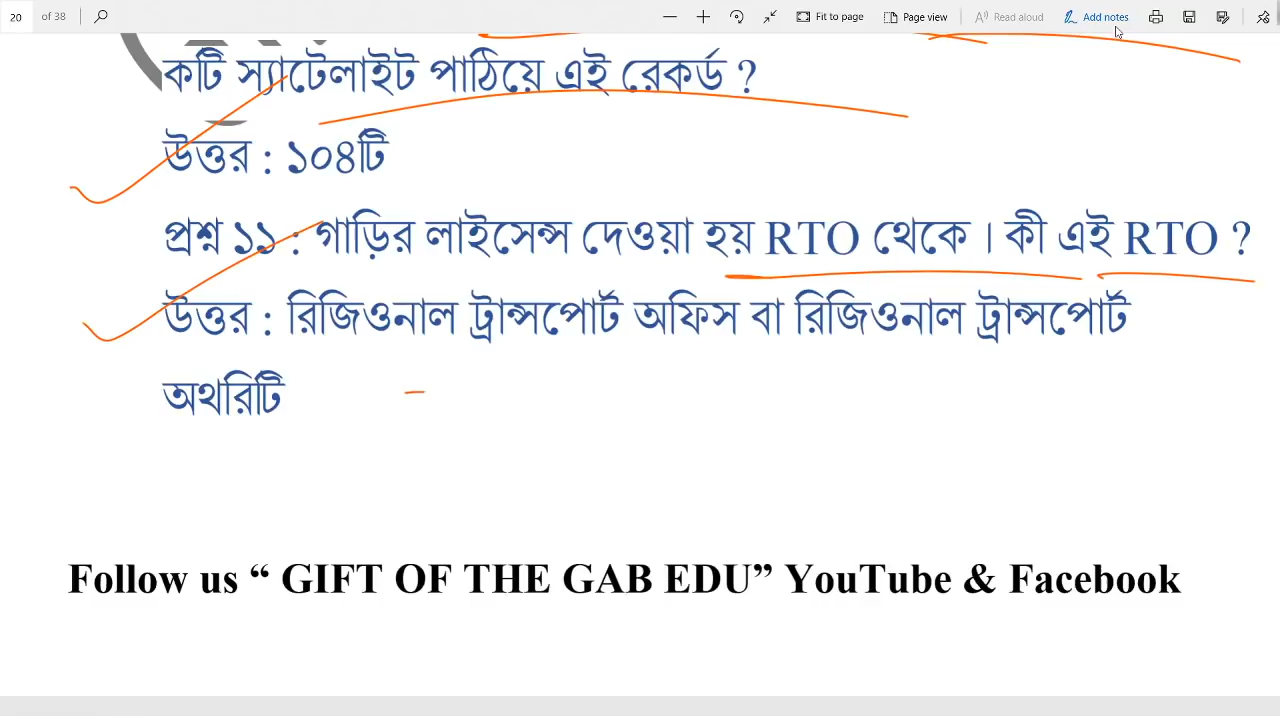 20 of 38 Fit to page Page view Read aloud Add notes
কটি স্যাটেলাইট পাঠিয়ে এই রেকর্ড ?
উত্তর : ১০৪টি
প্রশ্ন ১১ : গাড়ির লাইসেন্স দেওয়া হয় RTO থেকে । কী এই RTO ?
উত্তর : রিজিওনাল ট্রান্সপোর্ট অফিস বা রিজিওনাল ট্রান্সপোর্ট
অথরিটি
Follow us “ GIFT OF THE GAB EDU” YouTube & Facebook